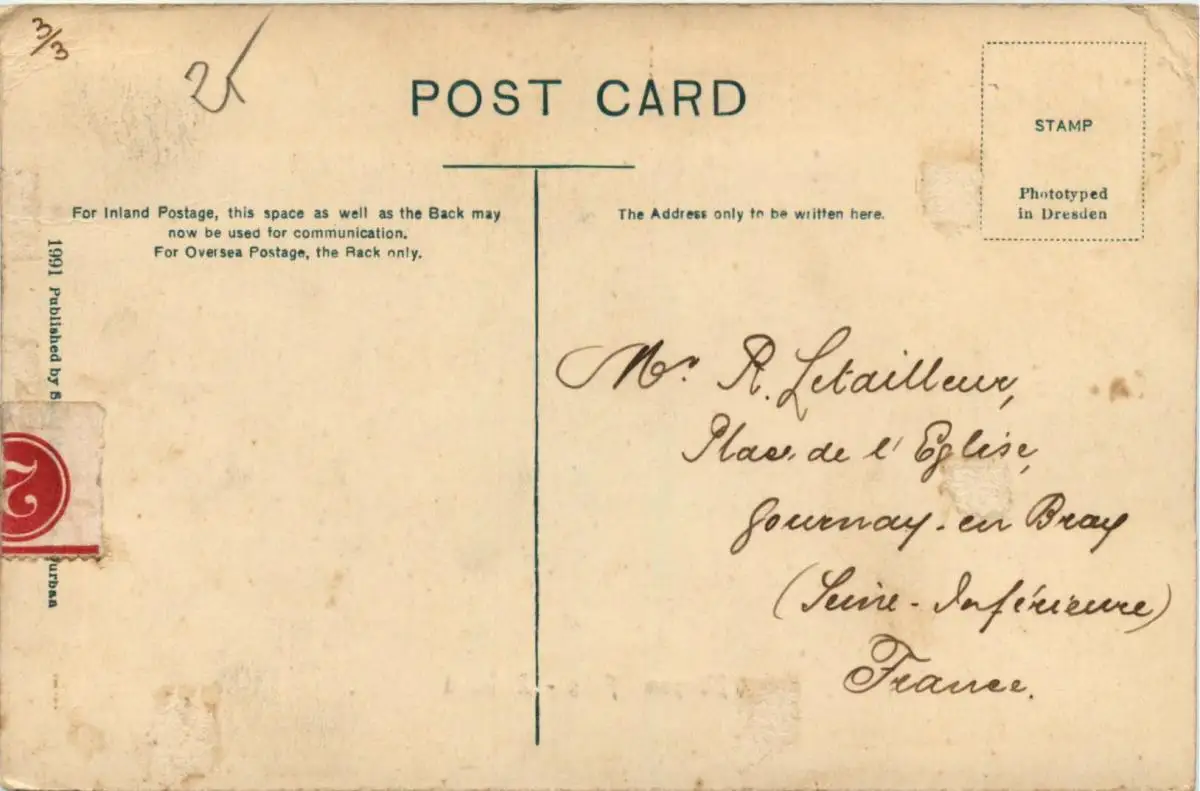 3/3
POST CARD
STAMP
Phototyped
in Dresden
For Inland Postage, this space as well as the Back may
now be used for communication.
For Oversea Postage, the Back only.
The Address only to be written here.
1991 Published by
2
Mr. R. Letailleur,
Place de l'Eglise,
Gournay-en Bray
(Seine-Inférieure)
France.